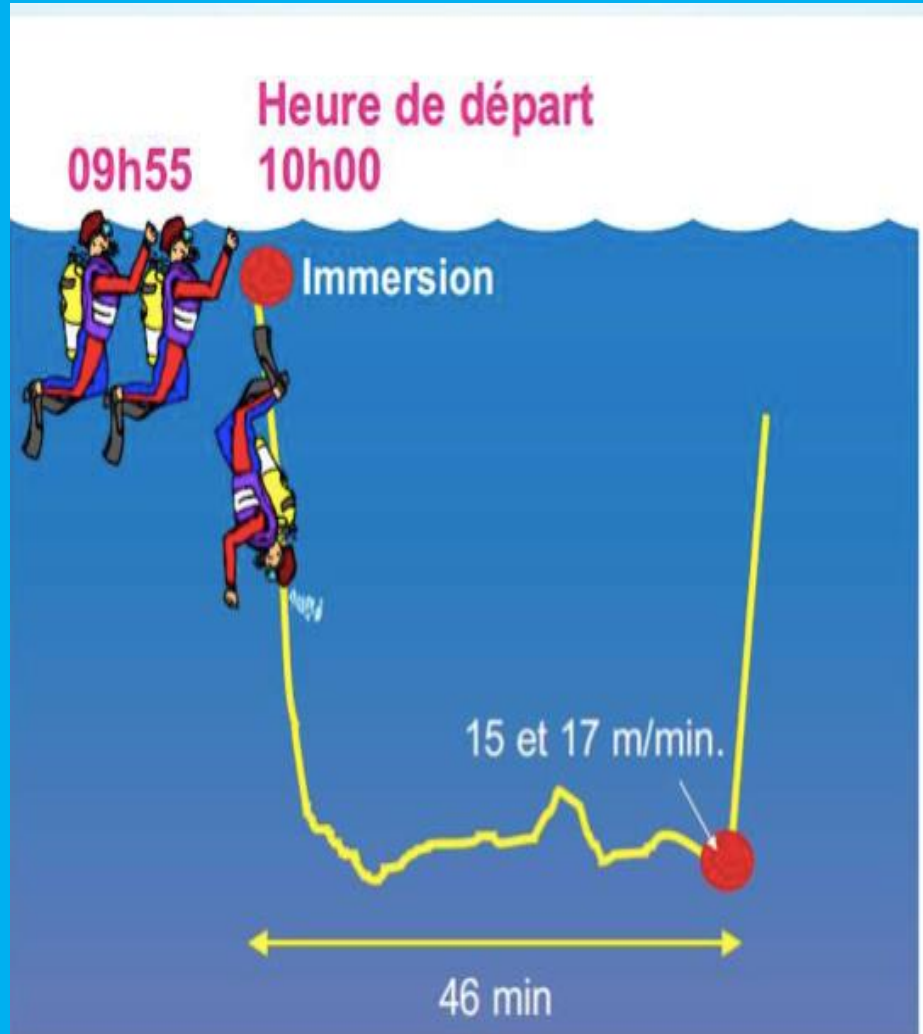 Heure de départ
09h55 10h00
Immersion
15 et 17 m/min.
46 min